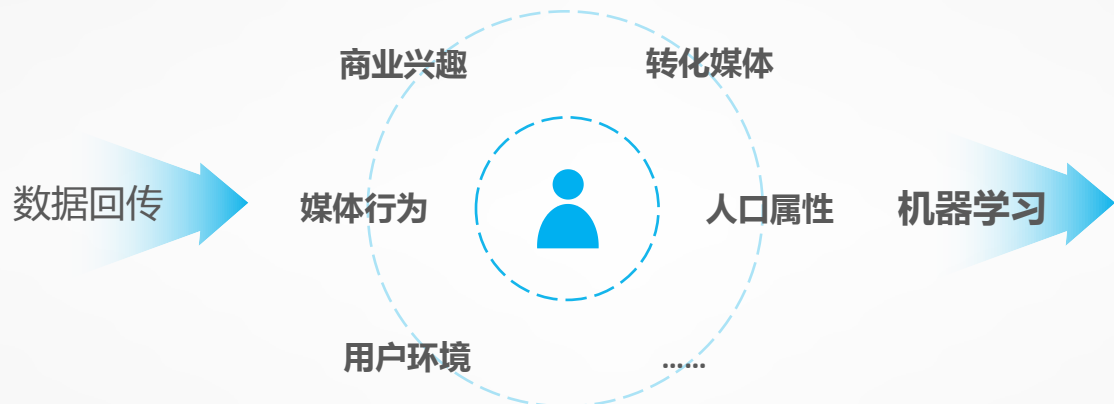 商业兴趣
转化媒体
数据回传
媒体行为
人口属性
机器学习
用户环境
……